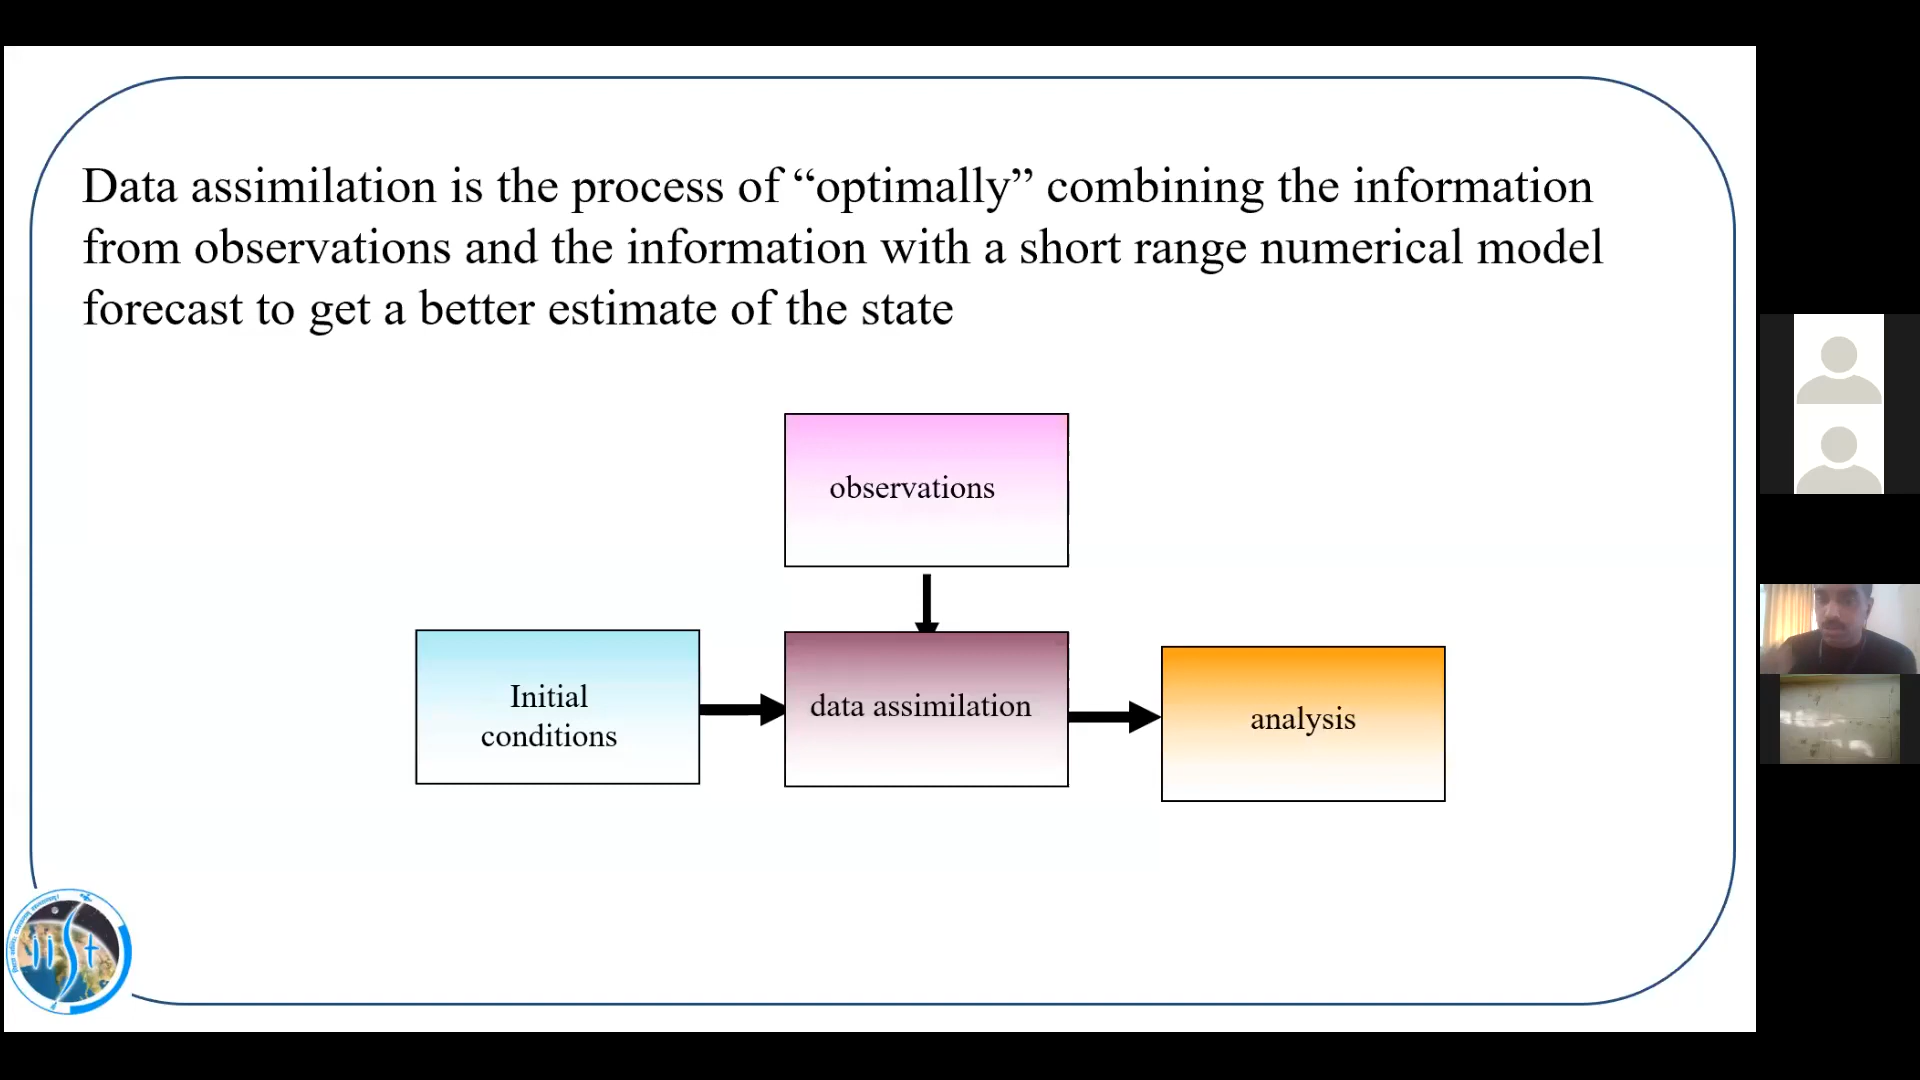 Data assimilation is the process of “optimally” combining the information
from observations and the information with a short range numerical model
forecast to get a better estimate of the state
observations
Initial
conditions
data assimilation
analysis
iist